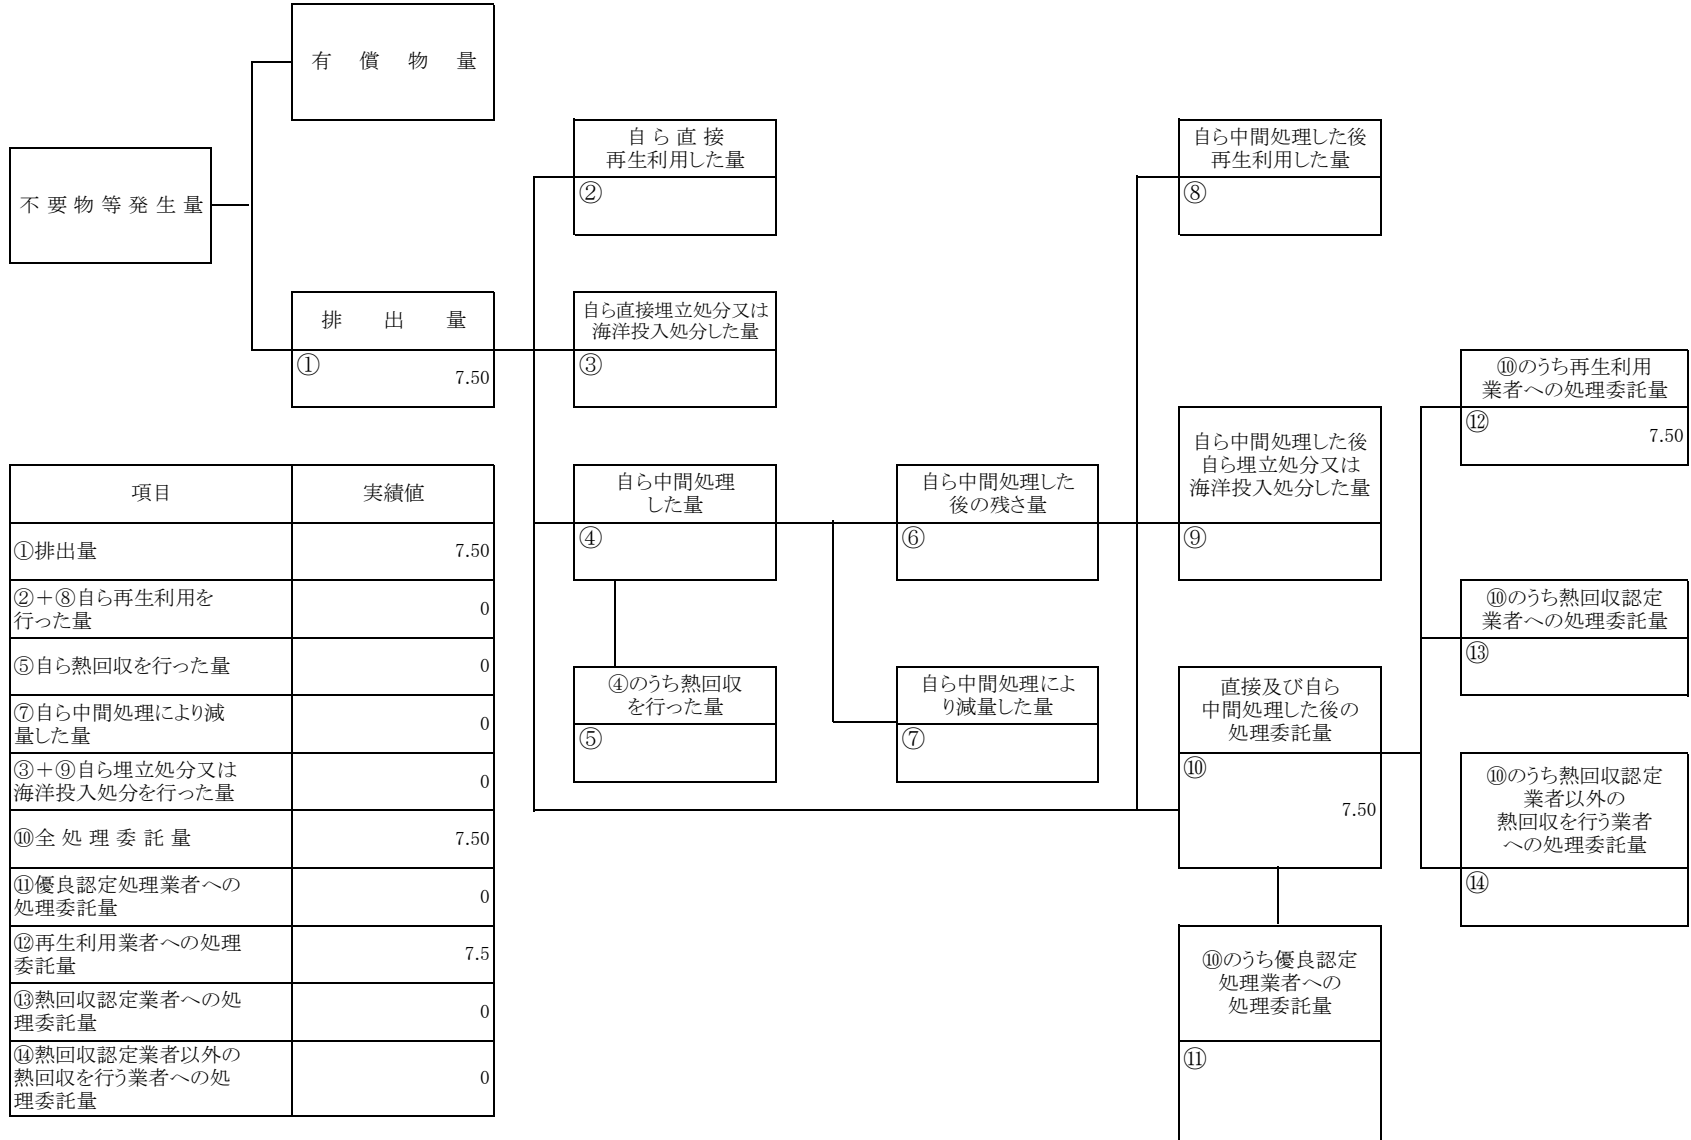 有償物量
不要物等発生量
排出量
①
7.50
自ら直接
再生利用した量
②
自ら直接埋立処分又は
海洋投入処分した量
③
自ら中間処理
した量
④
④のうち熱回収
を行った量
⑤
自ら中間処理した
後の残さ量
⑥
自ら中間処理によ
り減量した量
⑦
自ら中間処理した後
再生利用した量
⑧
自ら中間処理した後
自ら埋立処分又は
海洋投入処分した量
⑨
直接及び自ら
中間処理した後の
処理委託量
⑩
7.50
⑩のうち優良認定
処理業者への
処理委託量
⑪
⑩のうち再生利用
業者への処理委託量
⑫
7.50
⑩のうち熱回収認定
業者への処理委託量
⑬
⑩のうち熱回収認定
業者以外の
熱回収を行う業者
への処理委託量
⑭
項目 実績値
①排出量 7.50
②＋⑧自ら再生利用を
行った量 0
⑤自ら熱回収を行った量 0
⑦自ら中間処理により減
量した量 0
③＋⑨自ら埋立処分又は
海洋投入処分を行った量 0
⑩全処理委託量 7.50
⑪優良認定処理業者への
処理委託量 0
⑫再生利用業者への処理
委託量 7.5
⑬熱回収認定業者への処
理委託量 0
⑭熱回収認定業者以外の
熱回収を行う業者への処
理委託量 0